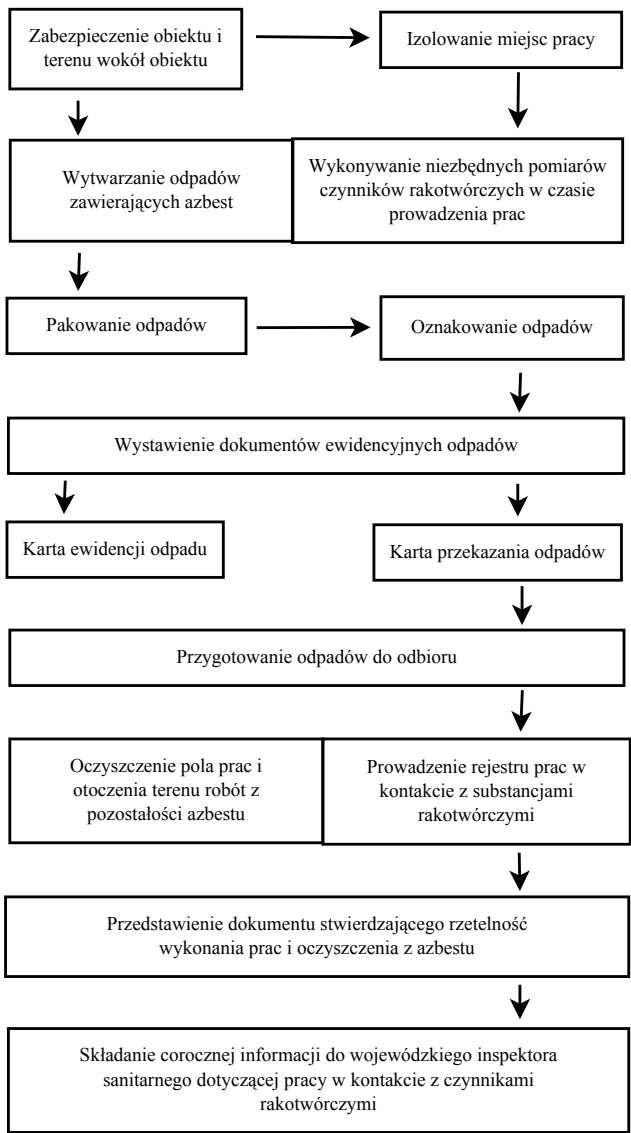 Zabezpieczenie obiektu i
terenu wokół obiektu
Izolowanie miejsc pracy
Wytwarzanie odpadów
zawierających azbest
Wykonywanie niezbędnych pomiarów
czynników rakotwórczych w czasie
prowadzenia prac
Pakowanie odpadów
Oznakowanie odpadów
Wystawienie dokumentów ewidencyjnych odpadów
Karta ewidencji odpadu
Karta przekazania odpadów
Przygotowanie odpadów do odbioru
Oczyszczenie pola prac i
otoczenia terenu robót z
pozostałości azbestu
Prowadzenie rejestru prac w
kontakcie z substancjami
rakotwórczymi
Przedstawienie dokumentu stwierdzającego rzetelność
wykonania prac i oczyszczenia z azbestu
Składanie corocznej informacji do wojewódzkiego inspektora
sanitarnego dotyczącej pracy w kontakcie z czynnikami
rakotwórczymi